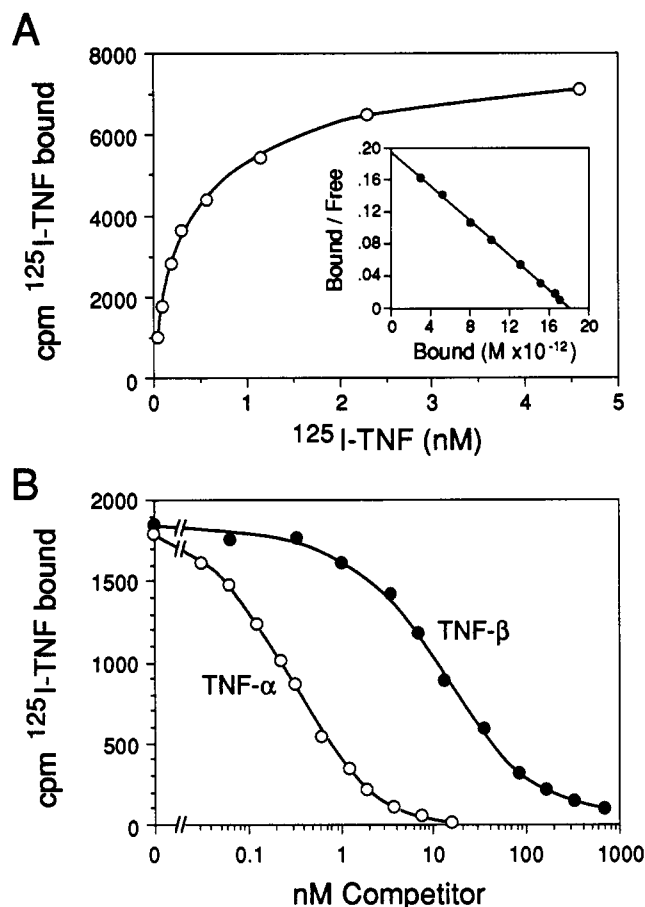 A
cpm ¹²⁵I-TNF bound
8000
6000
4000
2000
0
0 1 2 3 4 5
¹²⁵I-TNF (nM)
Bound / Free
.20
.16
.12
.08
.04
0
0 4 8 12 16 20
Bound (M x10⁻¹²)
B
cpm ¹²⁵I-TNF bound
2000
1500
1000
500
0
TNF-α
TNF-β
0 0.1 1 10 100 1000
nM Competitor